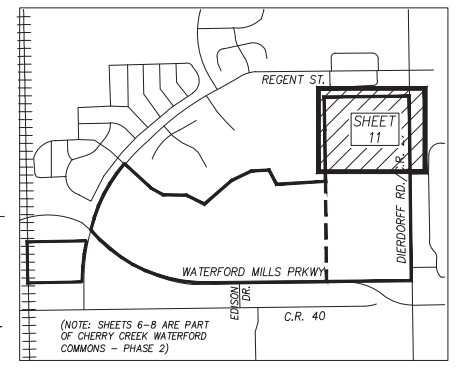 REGENT ST.
SHEET
11
DIERDORFF RD./C.R.
WATERFORD MILLS PRKWY
EDISON
DR.
C.R. 40
(NOTE: SHEETS 6-8 ARE PART
OF CHERRY CREEK WATERFORD
COMMONS - PHASE 2)